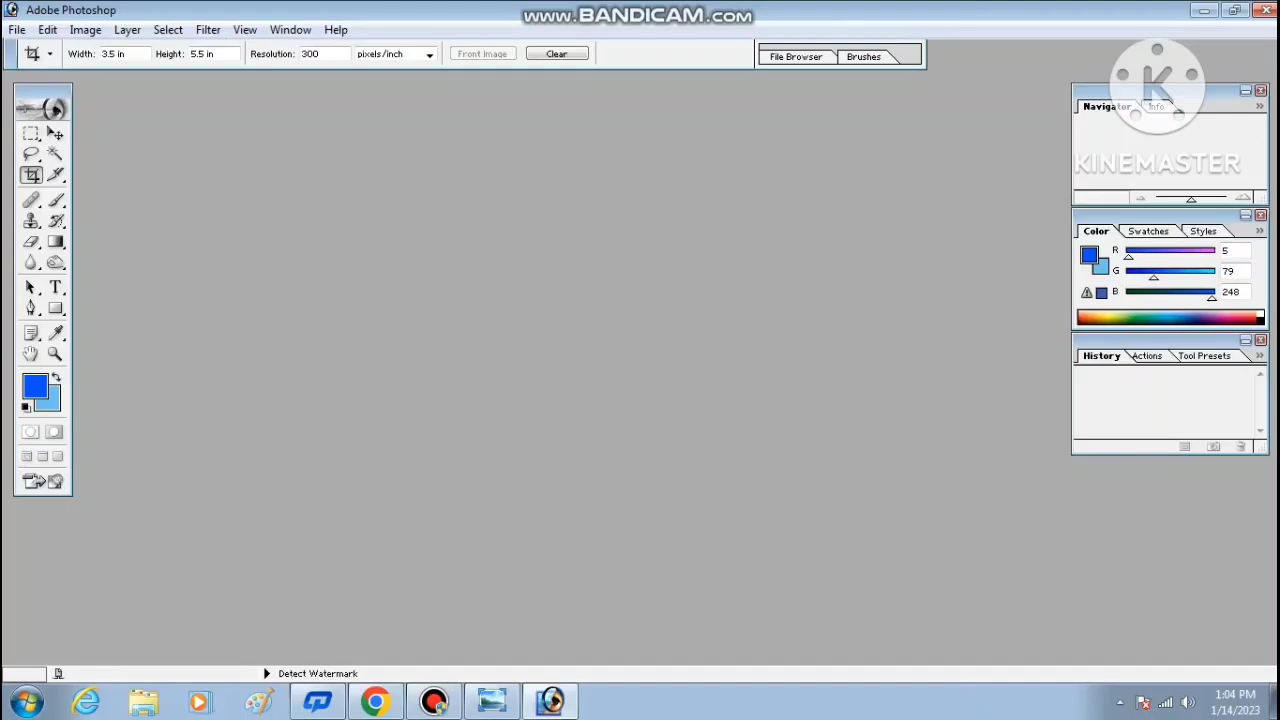 Adobe Photoshop
www.BANDICAM.com
File Edit Image Layer Select Filter View Window Help
Width: 3.5 in Height: 5.5 in Resolution: 300 pixels/inch Front Image Clear
File Browser Brushes
K
Navigator Info
KINEMASTER
Color Swatches Styles
R 5
G 79
B 248
History Actions Tool Presets
Detect Watermark
1:04 PM
1/14/2023